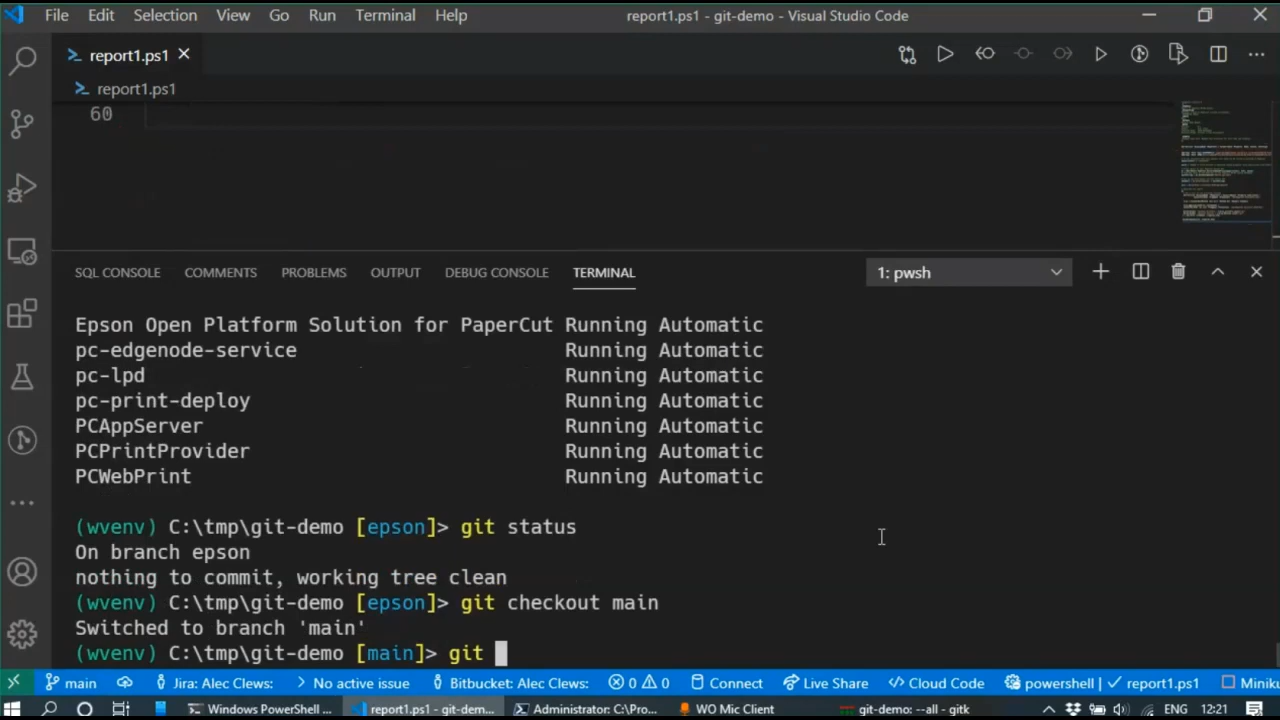 File Edit Selection View Go Run Terminal Help report1.ps1 - git-demo - Visual Studio Code
report1.ps1
report1.ps1
60
SQL CONSOLE COMMENTS PROBLEMS OUTPUT DEBUG CONSOLE TERMINAL 1: pwsh
Epson Open Platform Solution for PaperCut Running Automatic
pc-edgenode-service Running Automatic
pc-lpd Running Automatic
pc-print-deploy Running Automatic
PCAppServer Running Automatic
PCPrintProvider Running Automatic
PCWebPrint Running Automatic
(wvenv) C:\tmp\git-demo [epson]> git status
On branch epson
nothing to commit, working tree clean
(wvenv) C:\tmp\git-demo [epson]> git checkout main
Switched to branch 'main'
(wvenv) C:\tmp\git-demo [main]> git
main Jira: Alec Clews: No active issue Bitbucket: Alec Clews: 0 0 Connect Live Share Cloud Code powershell | report1.ps1 Miniku
Windows PowerShell ... report1.ps1 - git-dem... Administrator: C:\Pro... WO Mic Client git-demo: --all - gitk ENG 12:21